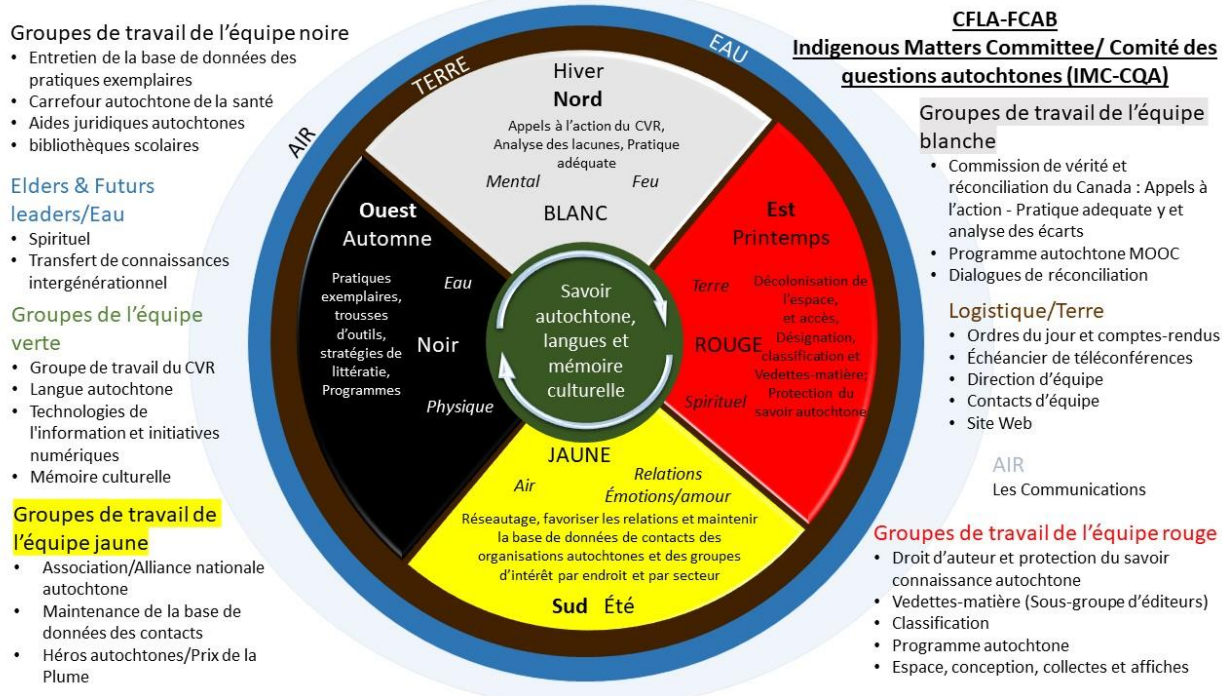 Groupes de travail de l'équipe noire
• Entretien de la base de données des
pratiques exemplaires
• Carrefour autochtone de la santé
• Aides juridiques autochtones
• bibliothèques scolaires
Elders & Futurs
leaders/Eau
• Spirituel
• Transfert de connaissances
intergénérationnel
Groupes de l'équipe
verte
• Groupe de travail du CVR
• Langue autochtone
• Technologies de
l'information et initiatives
numériques
• Mémoire culturelle
Groupes de travail de
l'équipe jaune
• Association/Alliance nationale
autochtone
• Maintenance de la base de
données des contacts
• Héros autochtones/Prix de la
Plume
AIR
TERRE
EAU
Hiver
Nord
Appels à l'action du CVR,
Analyse des lacunes, Pratique
adéquate
Mental
Feu
BLANC
Ouest
Automne
Pratiques
exemplaires,
trousses
d'outils,
stratégies de
littératie,
Programmes
Eau
Noir
Physique
Savoir
autochtone,
langues et
mémoire
culturelle
Est
Printemps
Terre
ROUGE
Spirituel
Décolonisation de
l'espace,
et accès,
Désignation,
classification et
Vedettes-matière;
Protection du
savoir autochtone
JAUNE
Air
Relations
Émotions/amour
Réseautage, favoriser les relations et maintenir
la base de données de contacts des
organisations autochtones et des groupes
d'intérêt par endroit et par secteur
Sud Été
CFLA-FCAB
Indigenous Matters Committee/ Comité des
questions autochtones (IMC-CQA)
Groupes de travail de l'équipe
blanche
• Commission de vérité et
réconciliation du Canada : Appels à
l'action - Pratique adequate y et
analyse des écarts
• Programme autochtone MOOC
• Dialogues de réconciliation
Logistique/Terre
• Ordres du jour et comptes-rendus
• Échéancier de téléconférences
• Direction d'équipe
• Contacts d'équipe
• Site Web
AIR
Les Communications
Groupes de travail de l'équipe rouge
• Droit d'auteur et protection du savoir
connaissance autochtone
• Vedettes-matière (Sous-groupe d'éditeurs)
• Classification
• Programme autochtone
• Espace, conception, collectes et affiches